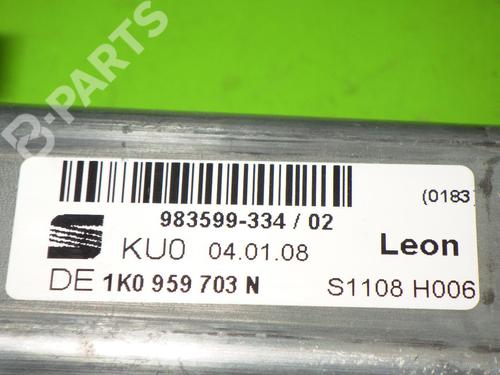 B-PARTS
(0183)
983599-334 / 02
KU0 04.01.08 Leon
DE 1K0 959 703 N S1108 H006